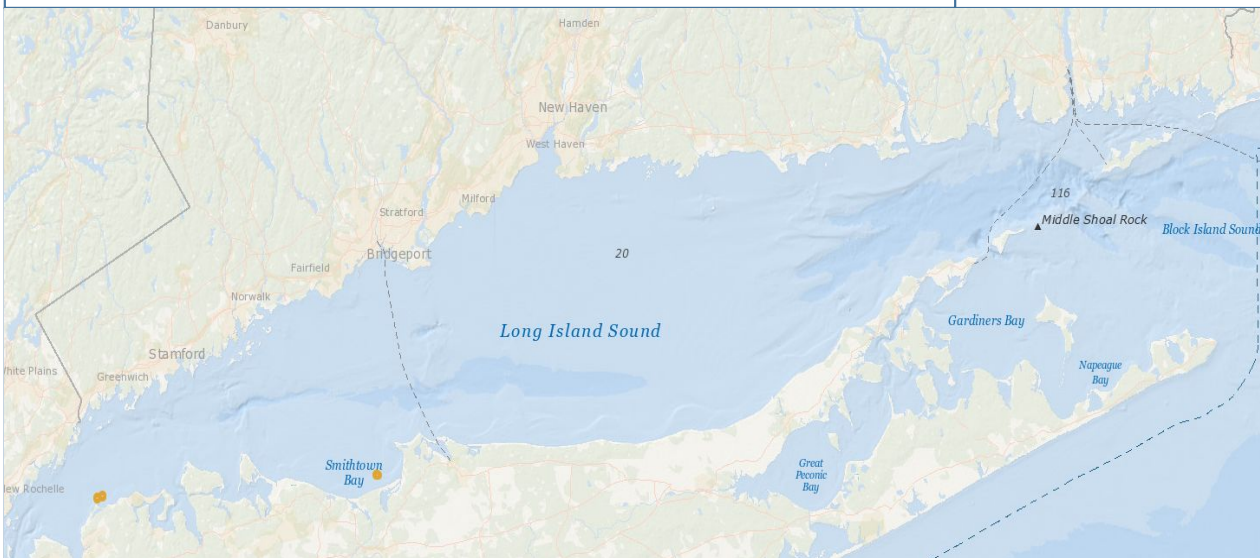 Danbury
Hamden
New Haven
West Haven
Milford
Stratford
Bridgeport
Fairfield
Norwalk
Stamford
Greenwich
White Plains
New Rochelle
20
Long Island Sound
116
Middle Shoal Rock
Block Island Sound
Gardiners Bay
Napeague
Bay
Great
Peconic
Bay
Smithtown
Bay